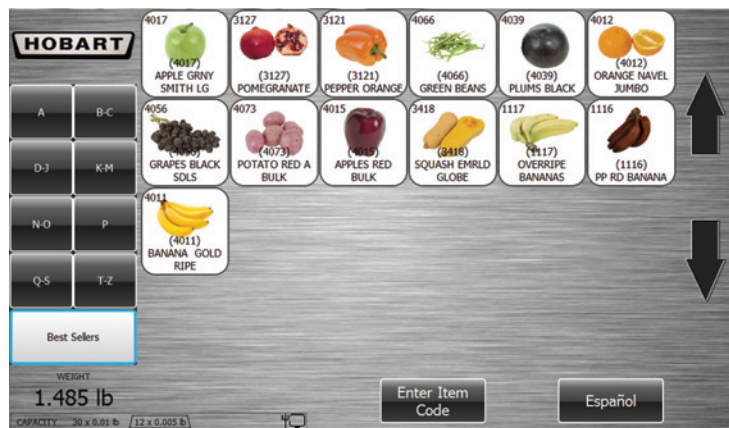 HOBART
A
B-C
D-J
K-M
N-O
P
Q-S
T-Z
Best Sellers
WEIGHT
1.485 lb
CAPACITY 30 x 0.01 lb 12 x 0.005 lb
4017
(4017)
APPLE GRNY
SMITH LG
3127
(3127)
POMEGRANATE
3121
(3121)
PEPPER ORANGE
4066
(4066)
GREEN BEANS
4039
(4039)
PLUMS BLACK
4012
(4012)
ORANGE NAVEL
JUMBO
4056
GRAPES BLACK
SDLS
4073
(4073)
POTATO RED A
BULK
4015
(4015)
APPLES RED
BULK
3418
(3418)
SQUASH EMRLD
GLOBE
1117
(1117)
OVERRIPE
BANANAS
1116
(1116)
PP RD BANANA
4011
(4011)
BANANA GOLD
RIPE
Enter Item
Code
Español